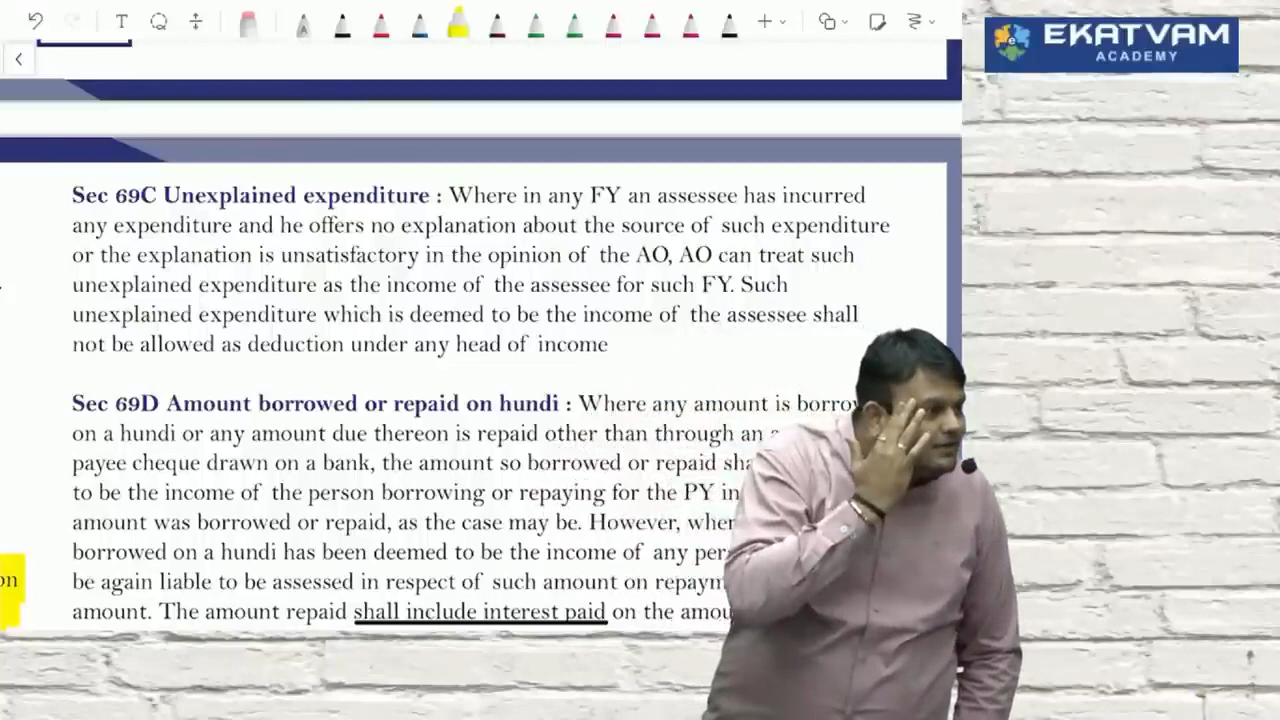 T
EKATVAM
ACADEMY
Sec 69C Unexplained expenditure : Where in any FY an assessee has incurred
any expenditure and he offers no explanation about the source of such expenditure
or the explanation is unsatisfactory in the opinion of the AO, AO can treat such
unexplained expenditure as the income of the assessee for such FY. Such
unexplained expenditure which is deemed to be the income of the assessee shall
not be allowed as deduction under any head of income
Sec 69D Amount borrowed or repaid on hundi : Where any amount is borrow
on a hundi or any amount due thereon is repaid other than through an a
payee cheque drawn on a bank, the amount so borrowed or repaid sha
to be the income of the person borrowing or repaying for the PY in
amount was borrowed or repaid, as the case may be. However, wher
borrowed on a hundi has been deemed to be the income of any per
be again liable to be assessed in respect of such amount on repaym
on
amount. The amount repaid shall include interest paid on the amou